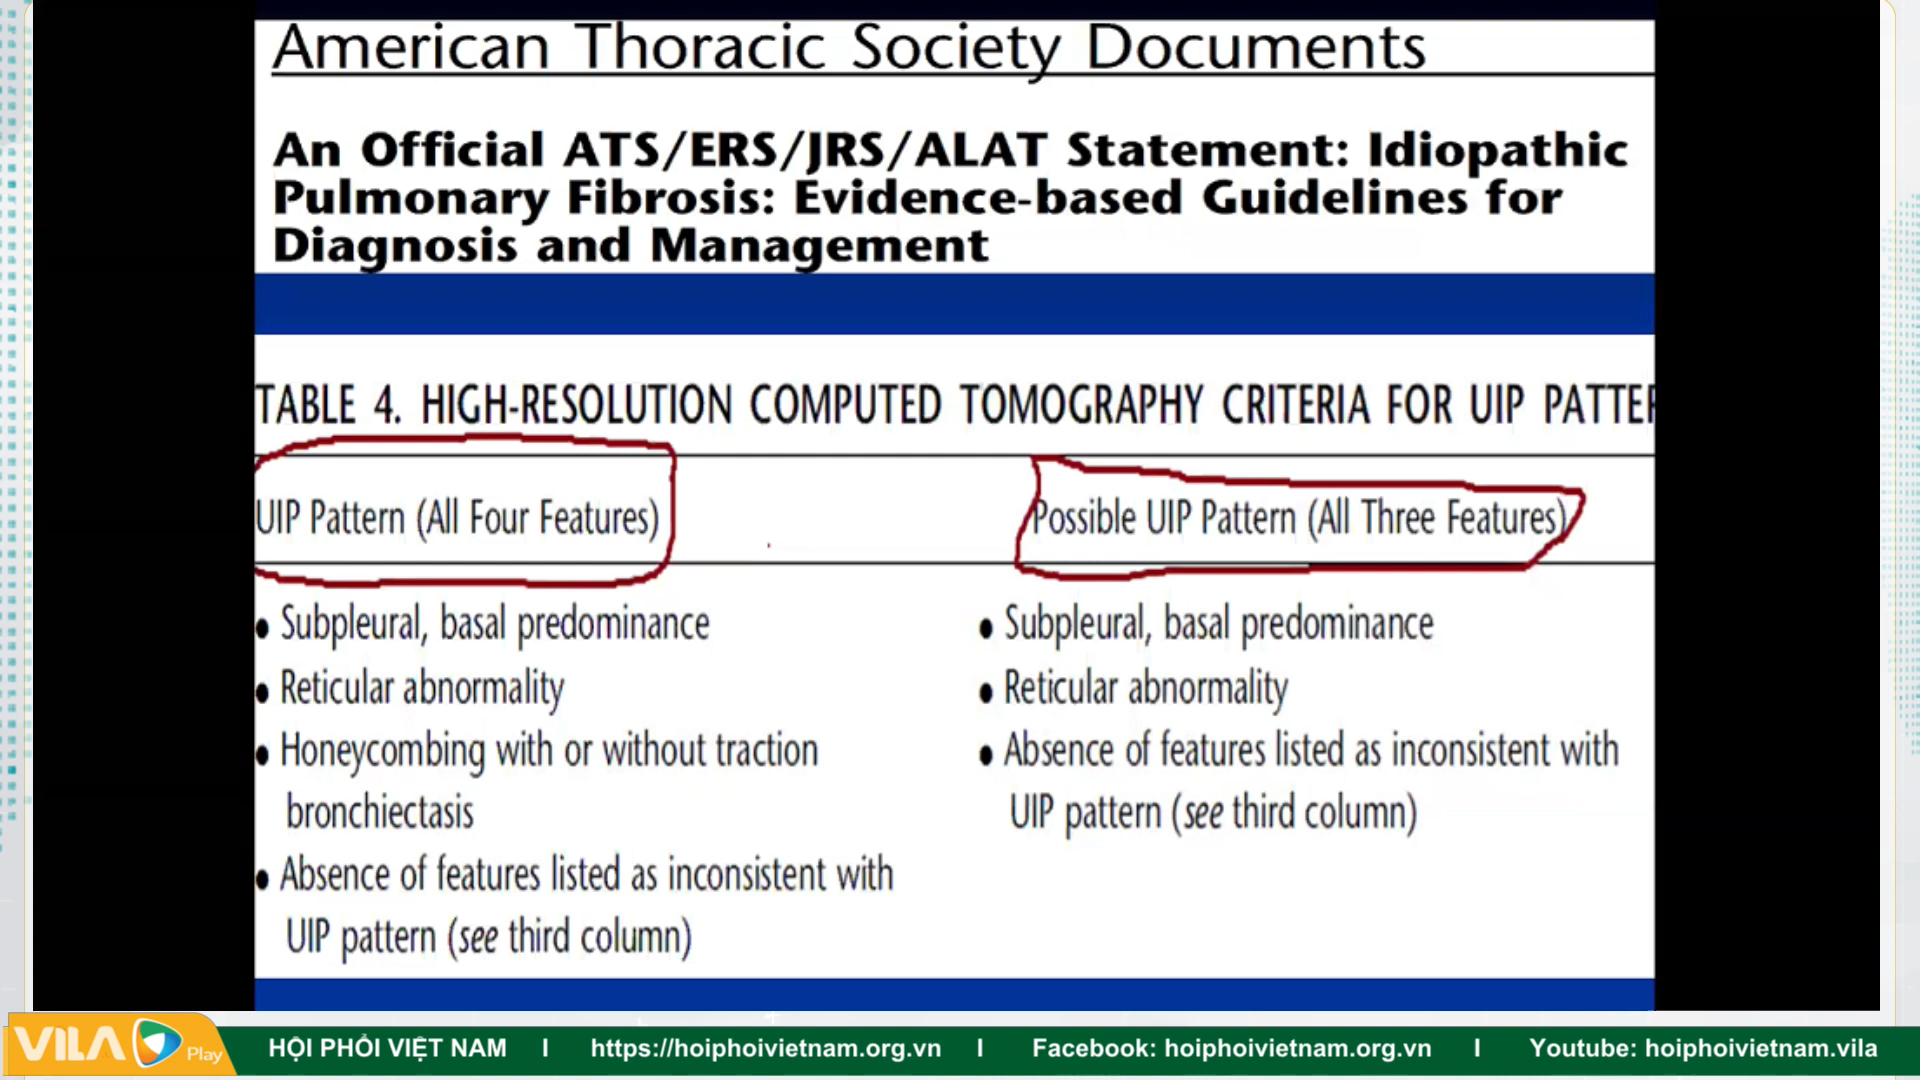 American Thoracic Society Documents
An Official ATS/ERS/JRS/ALAT Statement: Idiopathic
Pulmonary Fibrosis: Evidence-based Guidelines for
Diagnosis and Management
TABLE 4. HIGH-RESOLUTION COMPUTED TOMOGRAPHY CRITERIA FOR UIP PATTER
UIP Pattern (All Four Features)
Possible UIP Pattern (All Three Features)
• Subpleural, basal predominance
• Reticular abnormality
• Honeycombing with or without traction
bronchiectasis
• Absence of features listed as inconsistent with
UIP pattern (see third column)
• Subpleural, basal predominance
• Reticular abnormality
• Absence of features listed as inconsistent with
UIP pattern (see third column)
VILA Play
HỘI PHỔI VIỆT NAM I https://hoiphoivietnam.org.vn I Facebook: hoiphoivietnam.org.vn I Youtube: hoiphoivietnam.vila